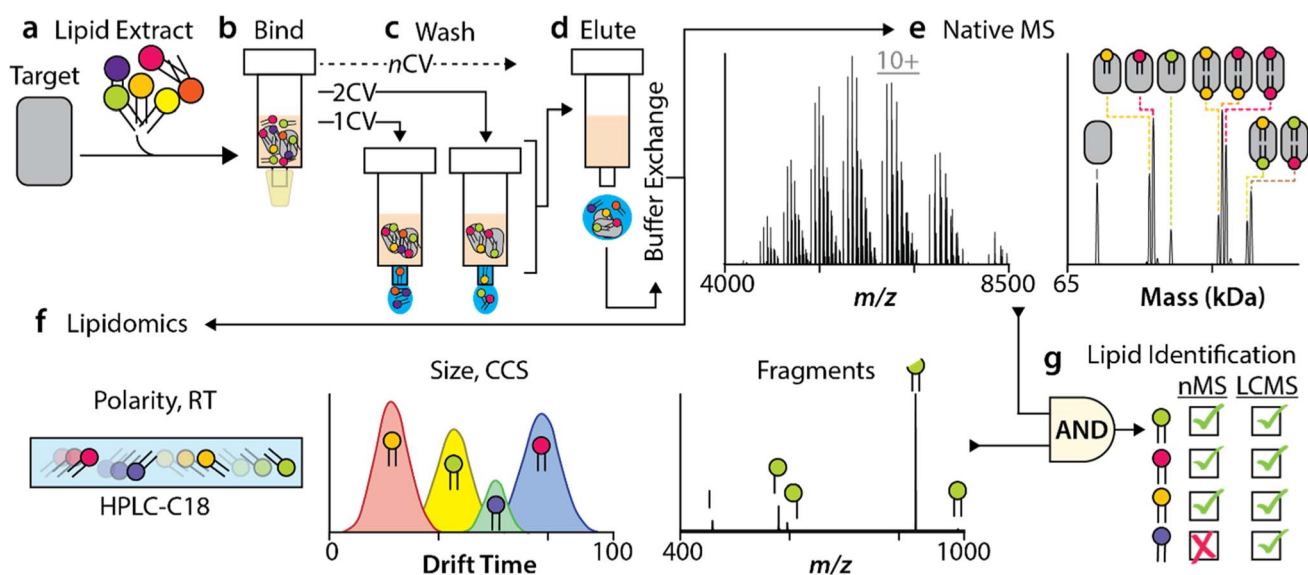 a Lipid Extract
Target
b Bind
c Wash
nCV
2CV
1CV
d Elute
Buffer Exchange
e Native MS
10+
4000
m/z
8500
65
Mass (kDa)
f Lipidomics
Polarity, RT
HPLC-C18
Size, CCS
0
Drift Time
100
Fragments
400
m/z
1000
AND
g Lipid Identification
nMS LCMS